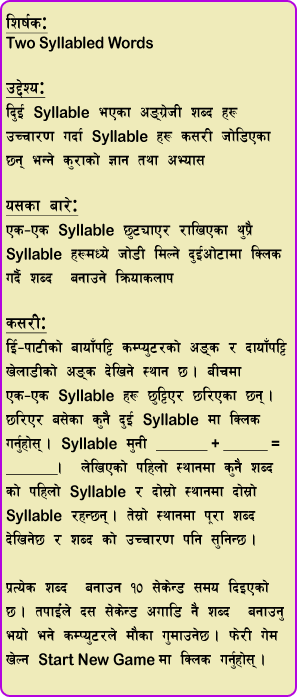 शिर्षक:
Two Syllabled Words
उद्देश्य:
दुिई Syllable भएका अङ्ग्रेजी शब्द हरू
उच्चारण गर्दा Syllable हरू कसरी जोडिएका
छन् भन्ने कुराको ज्ञान तथा अभ्यास
यसका बारे:
एक-एक Syllable छुट्याएर राखिएका थुप्रै
Syllable हरूमध्ये जोडी मिल्ने दुईओटामा क्लिक
गर्दै शब्द बनाउने क्रियाकलाप
कसरी:
इि-पाटीको बायाँपट्टि कम्प्युटरको अङ्क र दायाँपट्टि
खेलाडीको अङ्क देखिने स्थान छ । बीचमा
एक-एक Syllable हरू छुट्टिएर छरिएका छन् ।
छरिएर बसेका कुनै दुई Syllable मा क्लिक
गर्नुहोस् । Syllable मुनी ______ + _____ =
______। लेखिएको पहिलो स्थानमा कुनै शब्द
को पहिलो Syllable र दोस्रो स्थानमा दोस्रो
Syllable रहन्छन् । तेस्रो स्थानमा पूरा शब्द
देखिनेछ र शब्द को उच्चारण पनि सुनिन्छ ।
प्रत्येक शब्द बनाउन १० सेकेन्ड समय दिइएको
छ । तपाईले दस सेकेन्ड अगाडि नै शब्द बनाउनु
भयो भने कम्प्युटरले मौका गुमाउनेछ । फेरी गेम
खेल्न Start New Game मा क्लिक गर्नुहोस् ।